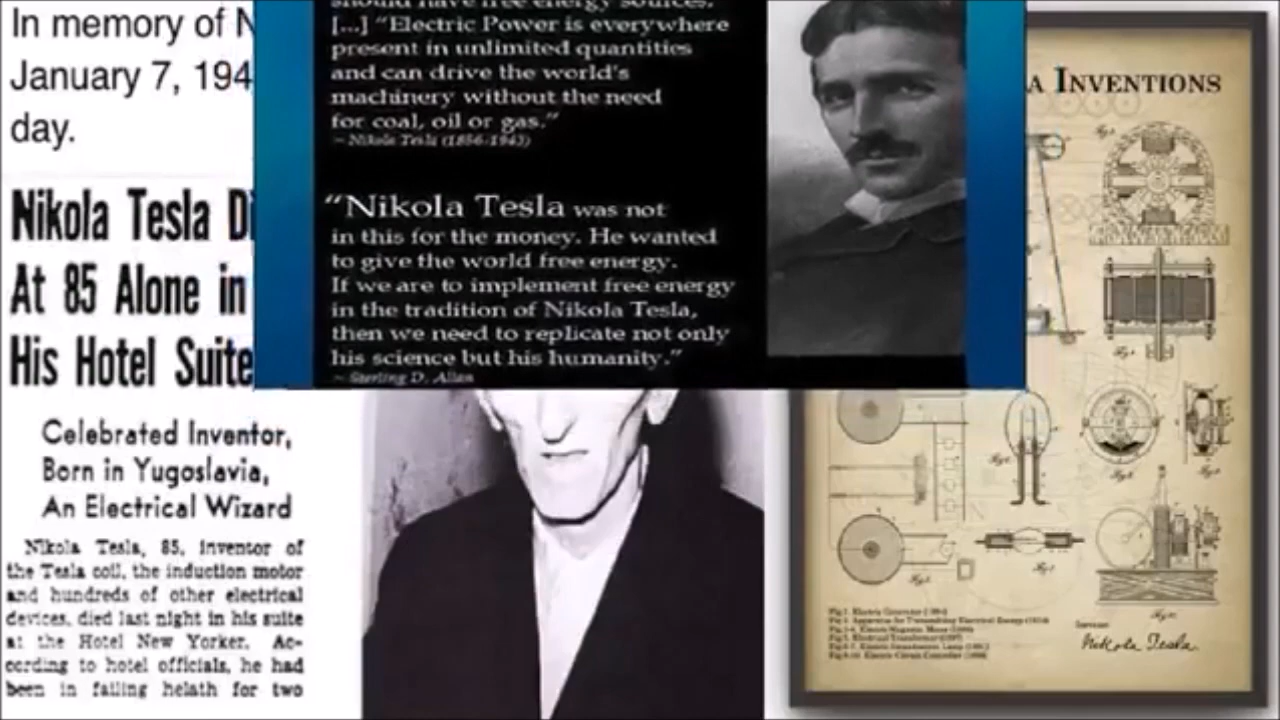 In memory of N
January 7, 194
day.
Nikola Tesla Di
At 85 Alone in
His Hotel Suite
Celebrated Inventor,
Born in Yugoslavia,
An Electrical Wizard
Nikola Tesla, 85, inventor of
the Tesla coil, the induction motor
and hundreds of other electrical
devices, died last night in his suite
at the Hotel New Yorker. Ac-
cording to hotel officials, he had
been in failing helath for two
should have free energy sources.
[...] “Electric Power is everywhere
present in unlimited quantities
and can drive the world's
machinery without the need
for coal, oil or gas.”
~ Nikola Tesla (1856-1943)
“Nikola Tesla was not
in this for the money. He wanted
to give the world free energy.
If we are to implement free energy
in the tradition of Nikola Tesla,
then we need to replicate not only
his science but his humanity.”
~ Sterling D. Allan
A INVENTIONS
Nikola Tesla.